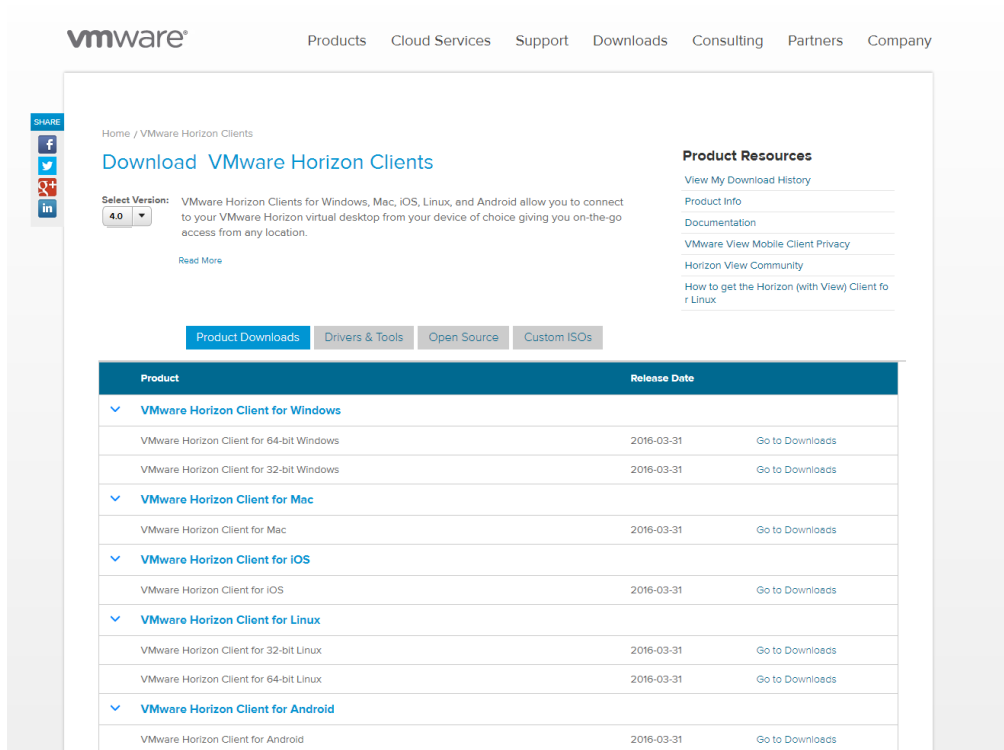 vmware®
Products Cloud Services Support Downloads Consulting Partners Company
SHARE
f
g+
in
Home / VMware Horizon Clients
Download VMware Horizon Clients
Select Version:
4.0
VMware Horizon Clients for Windows, Mac, iOS, Linux, and Android allow you to connect
to your VMware Horizon virtual desktop from your device of choice giving you on-the-go
access from any location.
Read More
Product Resources
View My Download History
Product Info
Documentation
VMware View Mobile Client Privacy
Horizon View Community
How to get the Horizon (with View) Client fo
r Linux
Product Downloads Drivers & Tools Open Source Custom ISOs
Product Release Date
VMware Horizon Client for Windows
VMware Horizon Client for 64-bit Windows 2016-03-31 Go to Downloads
VMware Horizon Client for 32-bit Windows 2016-03-31 Go to Downloads
VMware Horizon Client for Mac
VMware Horizon Client for Mac 2016-03-31 Go to Downloads
VMware Horizon Client for iOS
VMware Horizon Client for iOS 2016-03-31 Go to Downloads
VMware Horizon Client for Linux
VMware Horizon Client for 32-bit Linux 2016-03-31 Go to Downloads
VMware Horizon Client for 64-bit Linux 2016-03-31 Go to Downloads
VMware Horizon Client for Android
VMware Horizon Client for Android 2016-03-31 Go to Downloads